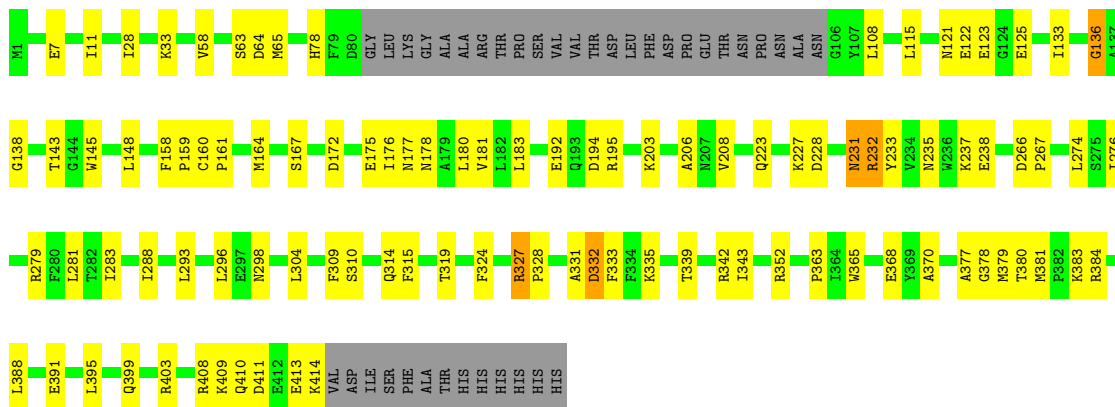 M1 E7 I11 I28 K33 V58 S63 D64 M65 H78 F79 D80 GLY LEU LYS GLY ALA ALA ARG THR PRO SER VAL VAL THR ASP LEU PHE ASP PRO GLU THR ASN PRO ASN ALA ASN G106 Y107 L108 L115 N121 E122 E123 G124 E125 I133 G136 A137
G138 T143 G144 W145 L148 F158 P159 C160 P161 M164 S167 D172 E175 I176 N177 N178 A179 L180 V181 L182 L183 E192 Q193 D194 R195 K203 A206 N207 V208 Q223 K227 D228 N231 R232 Y233 V234 N235 W236 K237 E238 D266 P267 L274 S275 I276
R279 F280 L281 T282 I283 I288 L293 L296 E297 N298 L304 F309 S310 Q314 F315 T319 F324 R327 P328 A331 D332 F333 F334 K335 T339 R342 I343 R352 P363 I364 W365 E368 Y369 A370 A377 G378 M379 T380 M381 P382 K383 R384
L388 E391 L395 Q399 R403 R408 K409 Q410 D411 E412 E413 K414 VAL ASP ILE SER PHE ALA THR HIS HIS HIS HIS HIS HIS